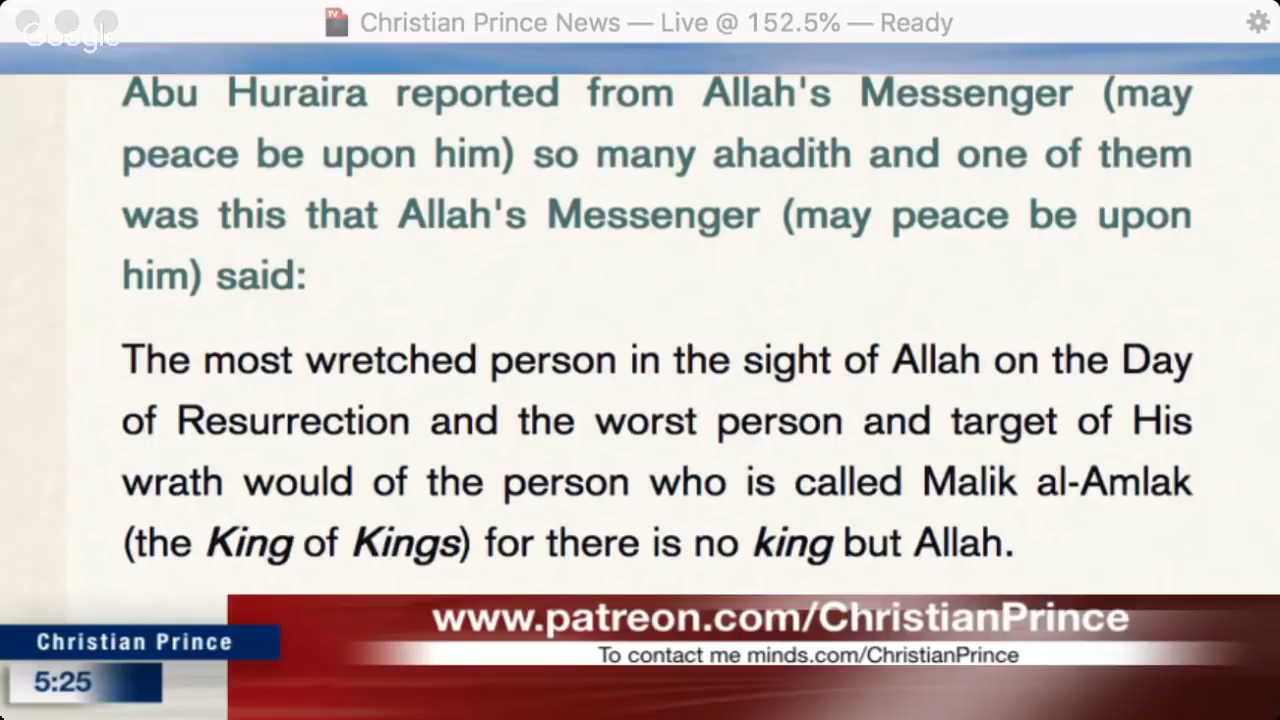 Christian Prince News — Live @ 152.5% — Ready
Google
Abu Huraira reported from Allah's Messenger (may
peace be upon him) so many ahadith and one of them
was this that Allah's Messenger (may peace be upon
him) said:
The most wretched person in the sight of Allah on the Day
of Resurrection and the worst person and target of His
wrath would of the person who is called Malik al-Amlak
(the King of Kings) for there is no king but Allah.
www.patreon.com/ChristianPrince
Christian Prince
To contact me minds.com/ChristianPrince
5:25